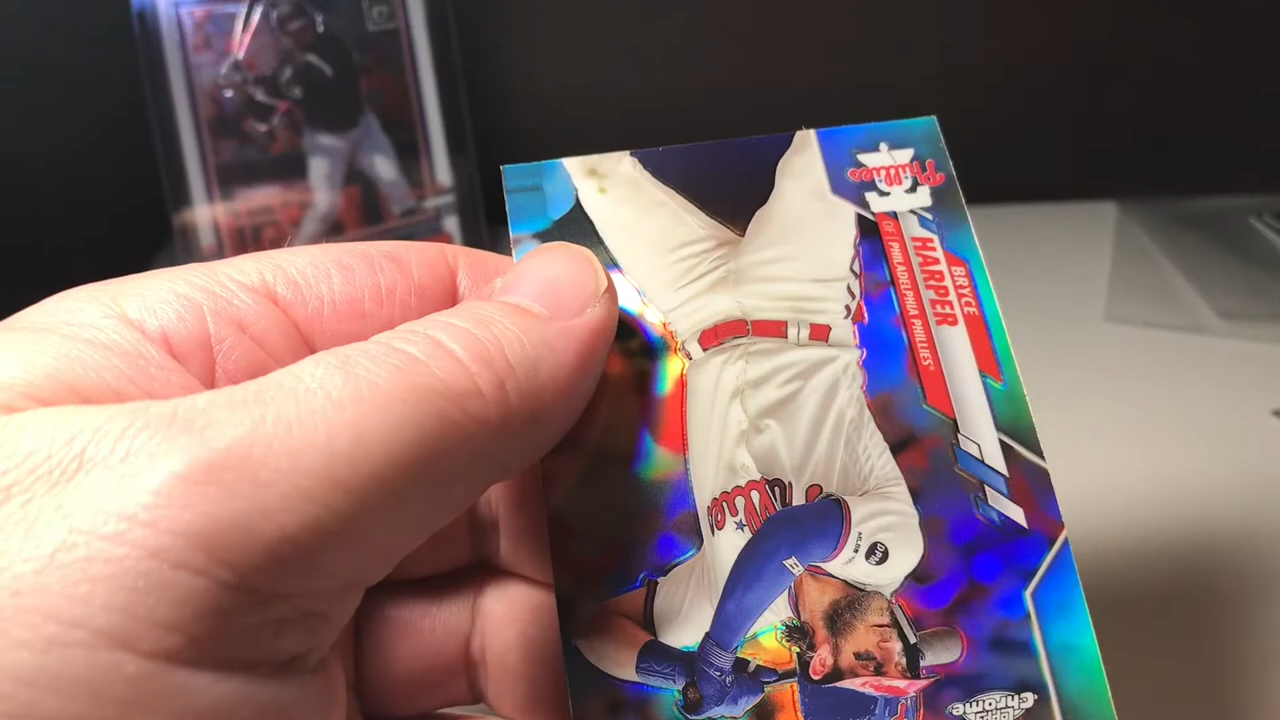 Phillies
BRYCE
HARPER
OF | PHILADELPHIA PHILLIES®
Phillies
DPM
TOPPS
Chrome